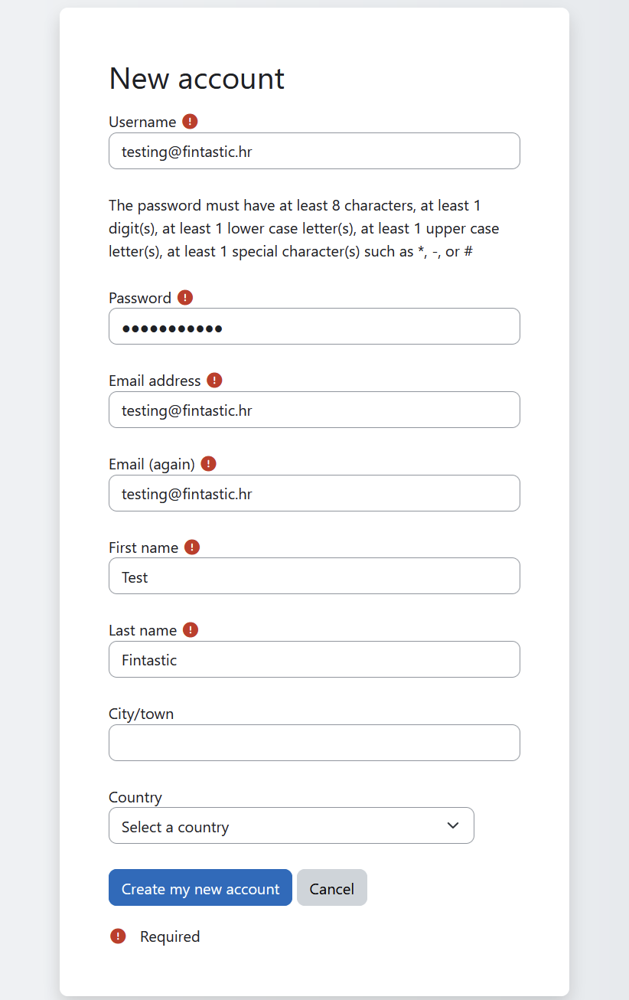 New account
Username
testing@fintastic.hr
The password must have at least 8 characters, at least 1
digit(s), at least 1 lower case letter(s), at least 1 upper case
letter(s), at least 1 special character(s) such as *, -, or #
Password
●●●●●●●●●●●
Email address
testing@fintastic.hr
Email (again)
testing@fintastic.hr
First name
Test
Last name
Fintastic
City/town
Country
Select a country
Create my new account Cancel
Required